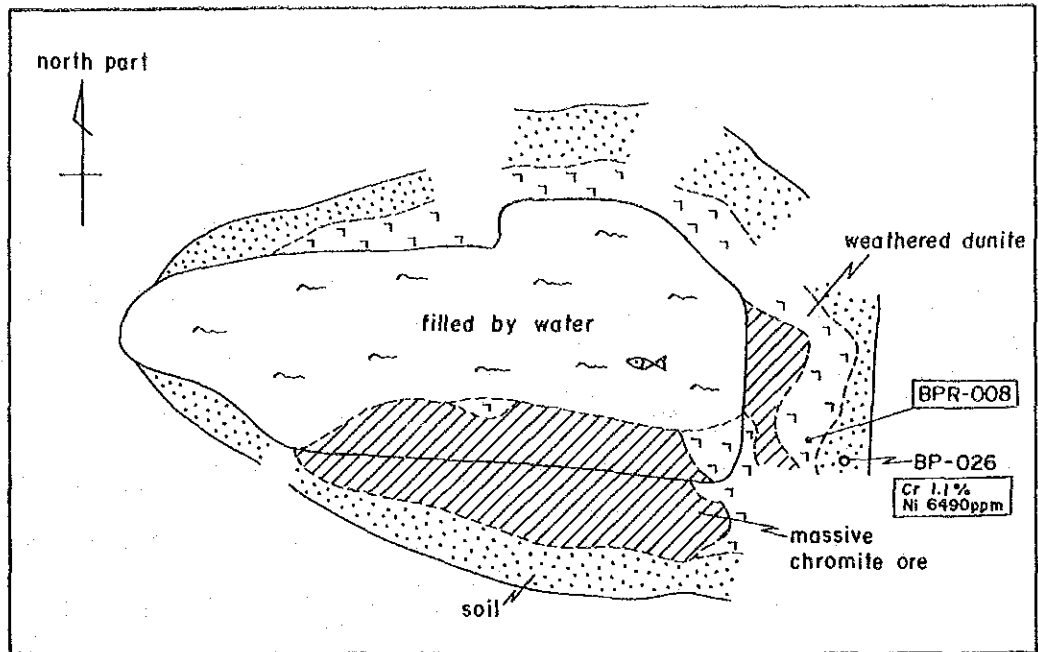 north part
weathered dunite
filled by water
BPR-008
BP-026
Cr 1.1%
Ni 6490ppm
massive
chromite ore
soil